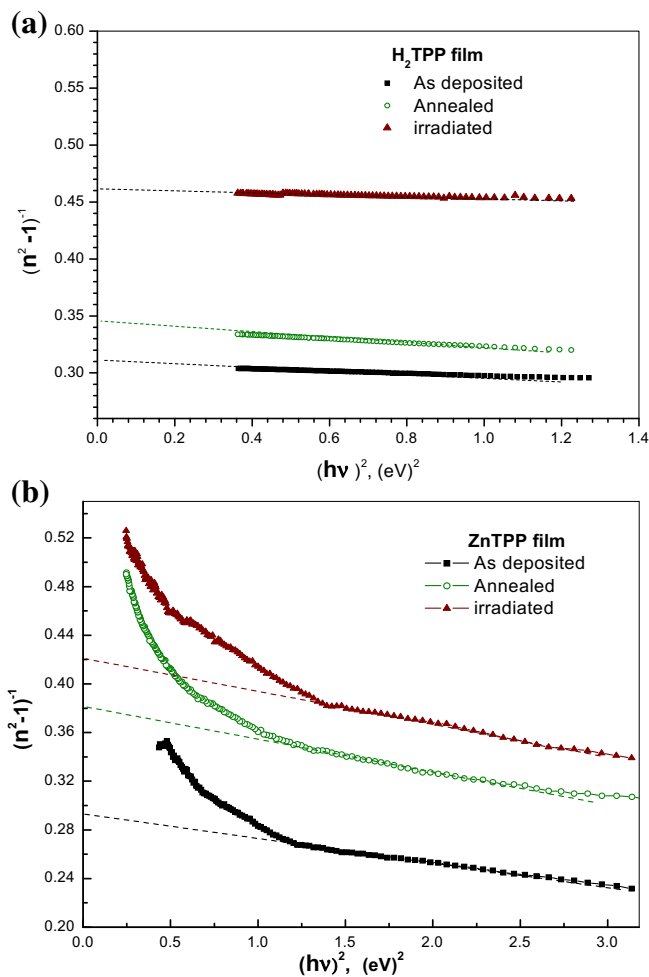 (a)
0.60
0.50
0.45
0.35
0.30
(n²-1)⁻¹
H₂TPP film
As deposited
Annealed
irradiated
0.0 0.2 0.4 0.6 0.8 1.0 1.2 1.4
(hν)², (eV)²
(b)
0.52
0.48
0.44
0.40
0.36
0.32
0.28
0.24
0.20
(n²-1)⁻¹
ZnTPP film
As deposited
Annealed
irradiated
0.0 0.5 1.0 1.5 2.0 2.5 3.0
(hν)², (eV)²